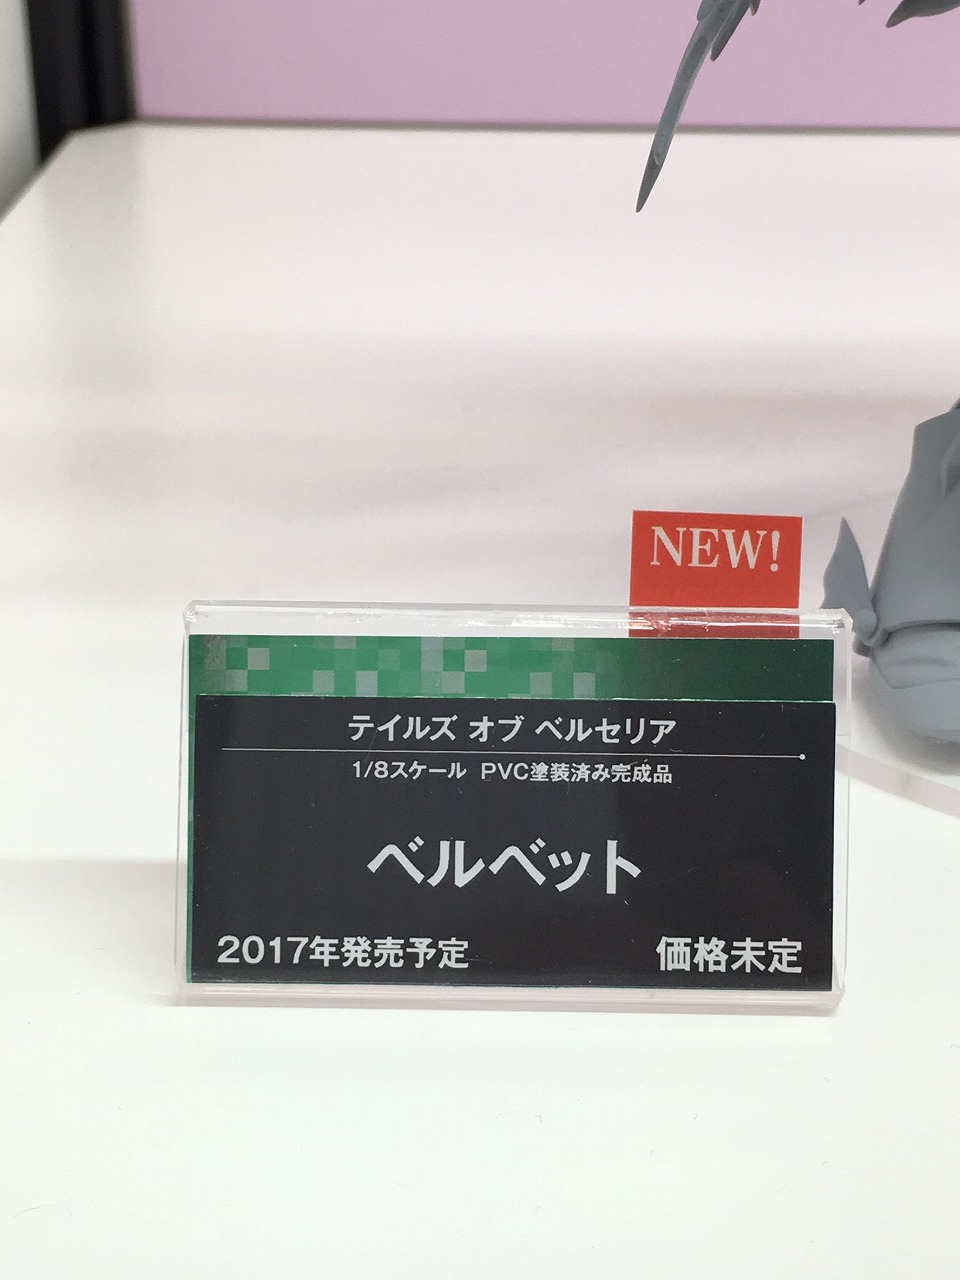 NEW!
テイルズ オブ ベルセリア
1/8スケール PVC塗装済み完成品
ベルベット
2017年発売予定 価格未定